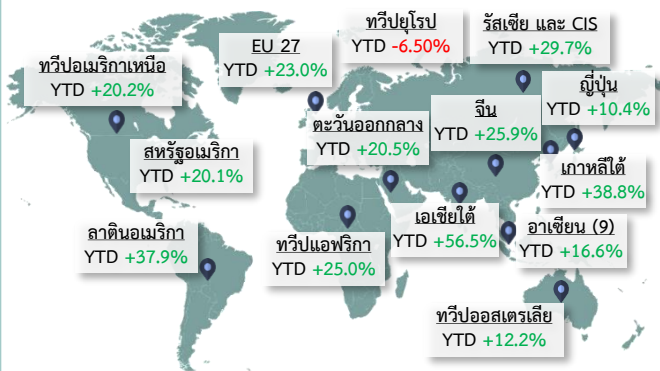 ทวีปอเมริกาเหนือ
YTD +20.2%
EU 27
YTD +23.0%
ทวีปยุโรป
YTD -6.50%
รัสเซีย และ CIS
YTD +29.7%
สหรัฐอเมริกา
YTD +20.1%
ตะวันออกกลาง
YTD +20.5%
จีน
YTD +25.9%
ญี่ปุ่น
YTD +10.4%
เกาหลีใต้
YTD +38.8%
ลาตินอเมริกา
YTD +37.9%
ทวีปแอฟริกา
YTD +25.0%
เอเชียใต้
YTD +56.5%
อาเซียน (9)
YTD +16.6%
ทวีปออสเตรเลีย
YTD +12.2%